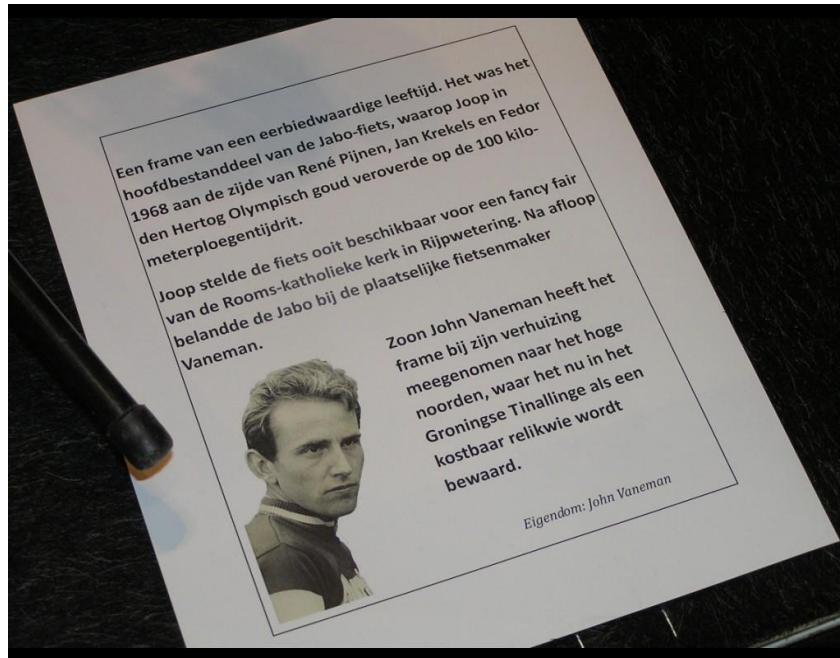 Een frame van een eerbiedwaardige leeftijd. Het was het
hoofdbestanddeel van de Jabo-fiets, waarop Joop in
1968 aan de zijde van René Pijnen, Jan Krekels en Fedor
den Hertog Olympisch goud veroverde op de 100 kilo-
meterploegentijdrit.
Joop stelde de fiets ooit beschikbaar voor een fancy fair
van de Rooms-katholieke kerk in Rijpwetering. Na afloop
belandde de Jabo bij de plaatselijke fietsenmaker
Vaneman.
Zoon John Vaneman heeft het
frame bij zijn verhuizing
meegenomen naar het hoge
noorden, waar het nu in het
Groningse Tinallinge als een
kostbaar relikwie wordt
bewaard.
Eigendom: John Vaneman